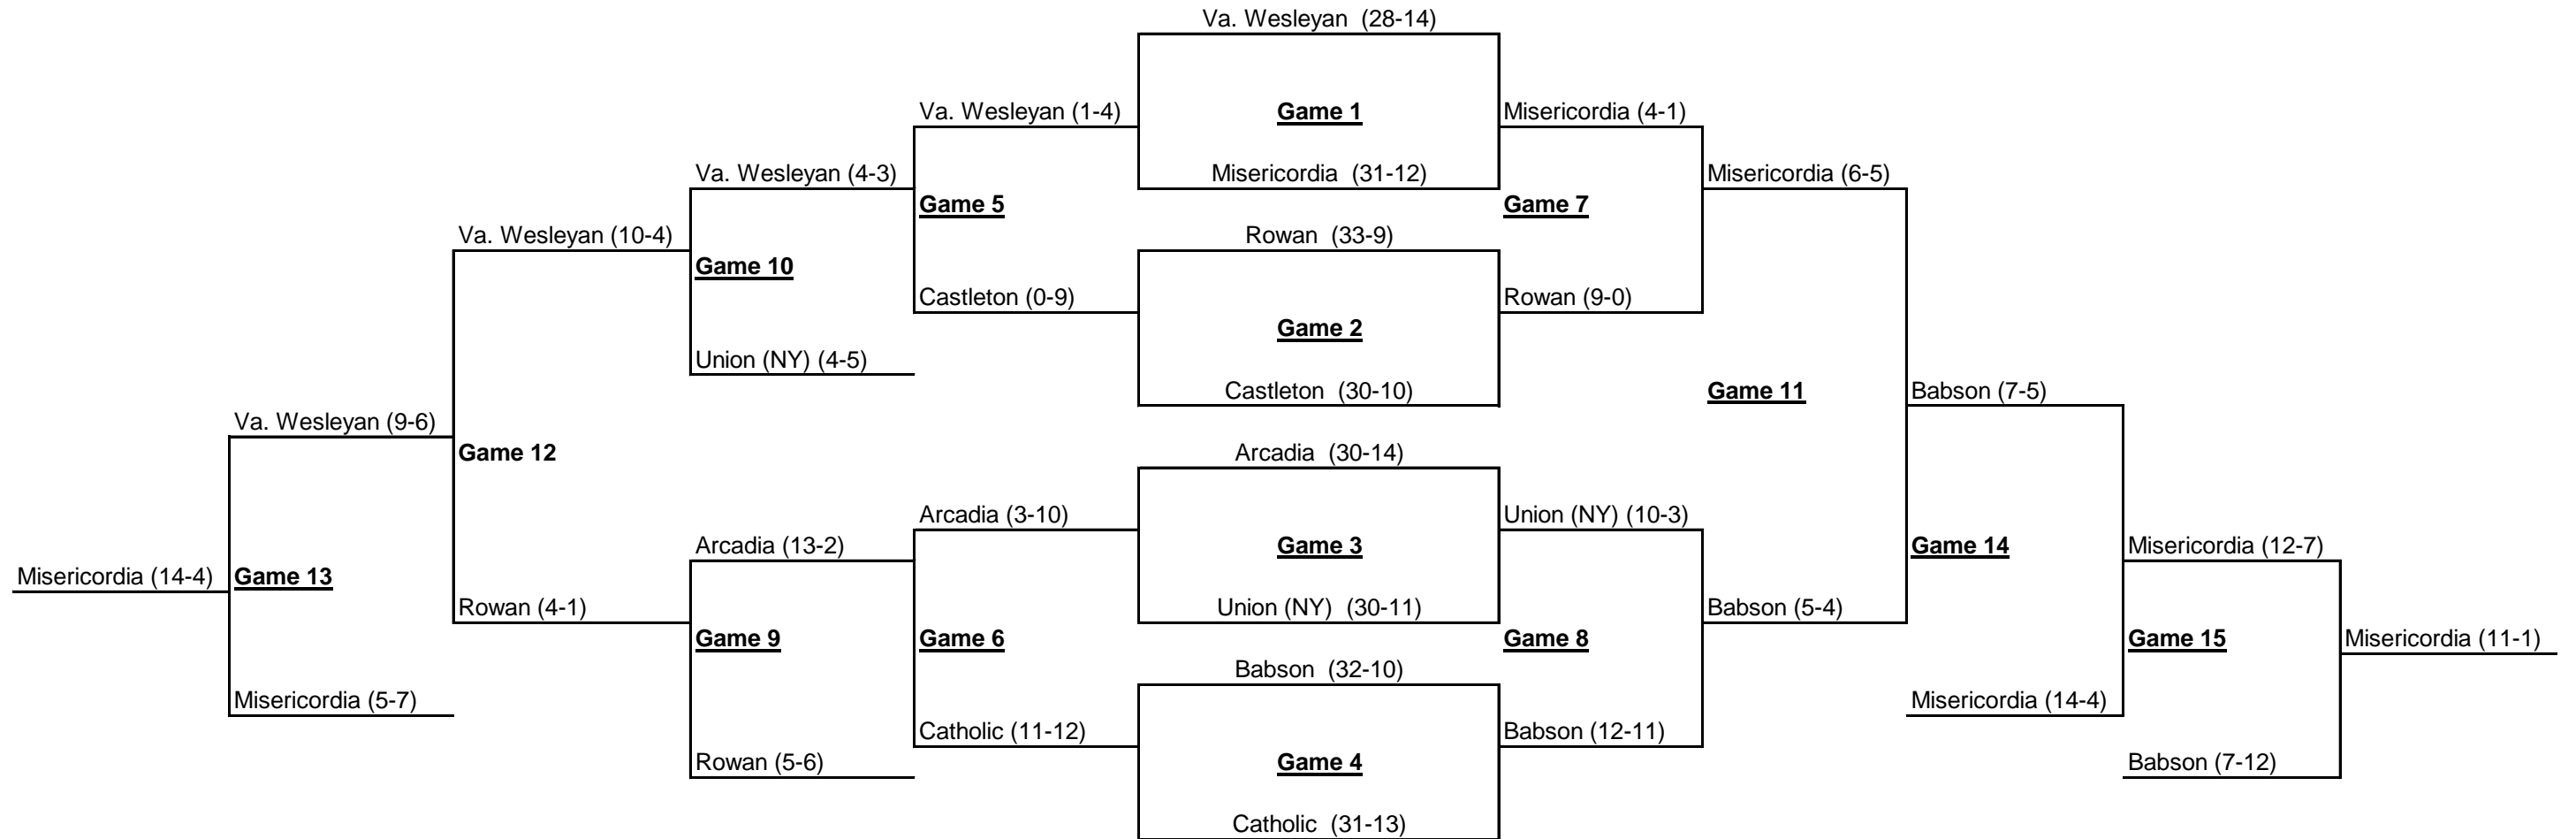 Va. Wesleyan (28-14)
Va. Wesleyan (1-4)
Game 1
Misericordia (4-1)
Va. Wesleyan (4-3)
Misericordia (31-12)
Misericordia (6-5)
Game 5
Game 7
Va. Wesleyan (10-4)
Rowan (33-9)
Game 10
Castleton (0-9)
Rowan (9-0)
Game 2
Union (NY) (4-5)
Castleton (30-10)
Game 11
Babson (7-5)
Va. Wesleyan (9-6)
Game 12
Arcadia (30-14)
Arcadia (3-10)
Union (NY) (10-3)
Arcadia (13-2)
Game 3
Game 14
Misericordia (12-7)
Misericordia (14-4)
Game 13
Rowan (4-1)
Union (NY) (30-11)
Babson (5-4)
Game 9
Game 6
Game 8
Game 15
Misericordia (11-1)
Babson (32-10)
Misericordia (5-7)
Misericordia (14-4)
Catholic (11-12)
Babson (12-11)
Rowan (5-6)
Game 4
Babson (7-12)
Catholic (31-13)